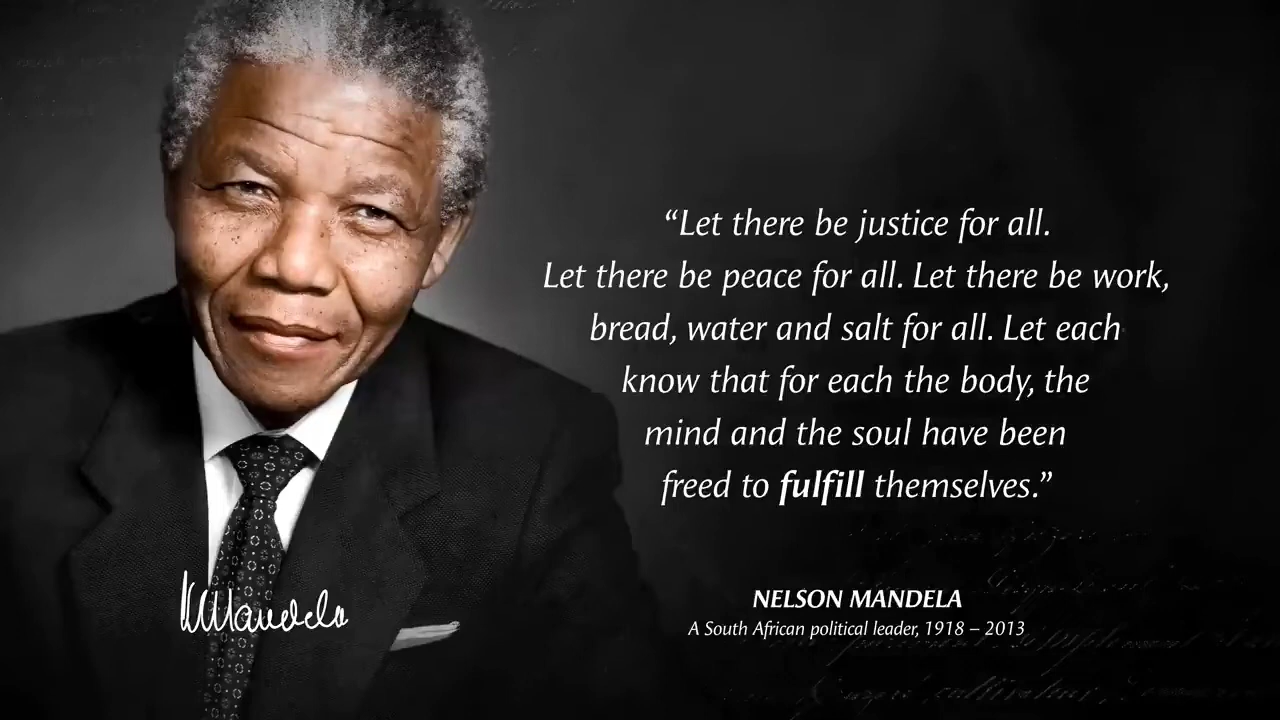 “Let there be justice for all.
Let there be peace for all. Let there be work,
bread, water and salt for all. Let each
know that for each the body, the
mind and the soul have been
freed to fulfill themselves.”
Mandela
NELSON MANDELA
A South African political leader, 1918 – 2013